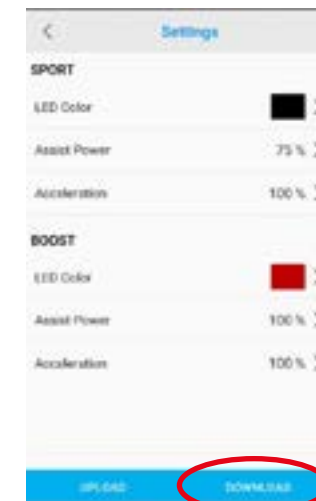 Settings
SPORT
LED Color
Assist Power 75 %
Acceleration 100 %
BOOST
LED Color
Assist Power 100 %
Acceleration 100 %
UPLOAD DOWNLOAD